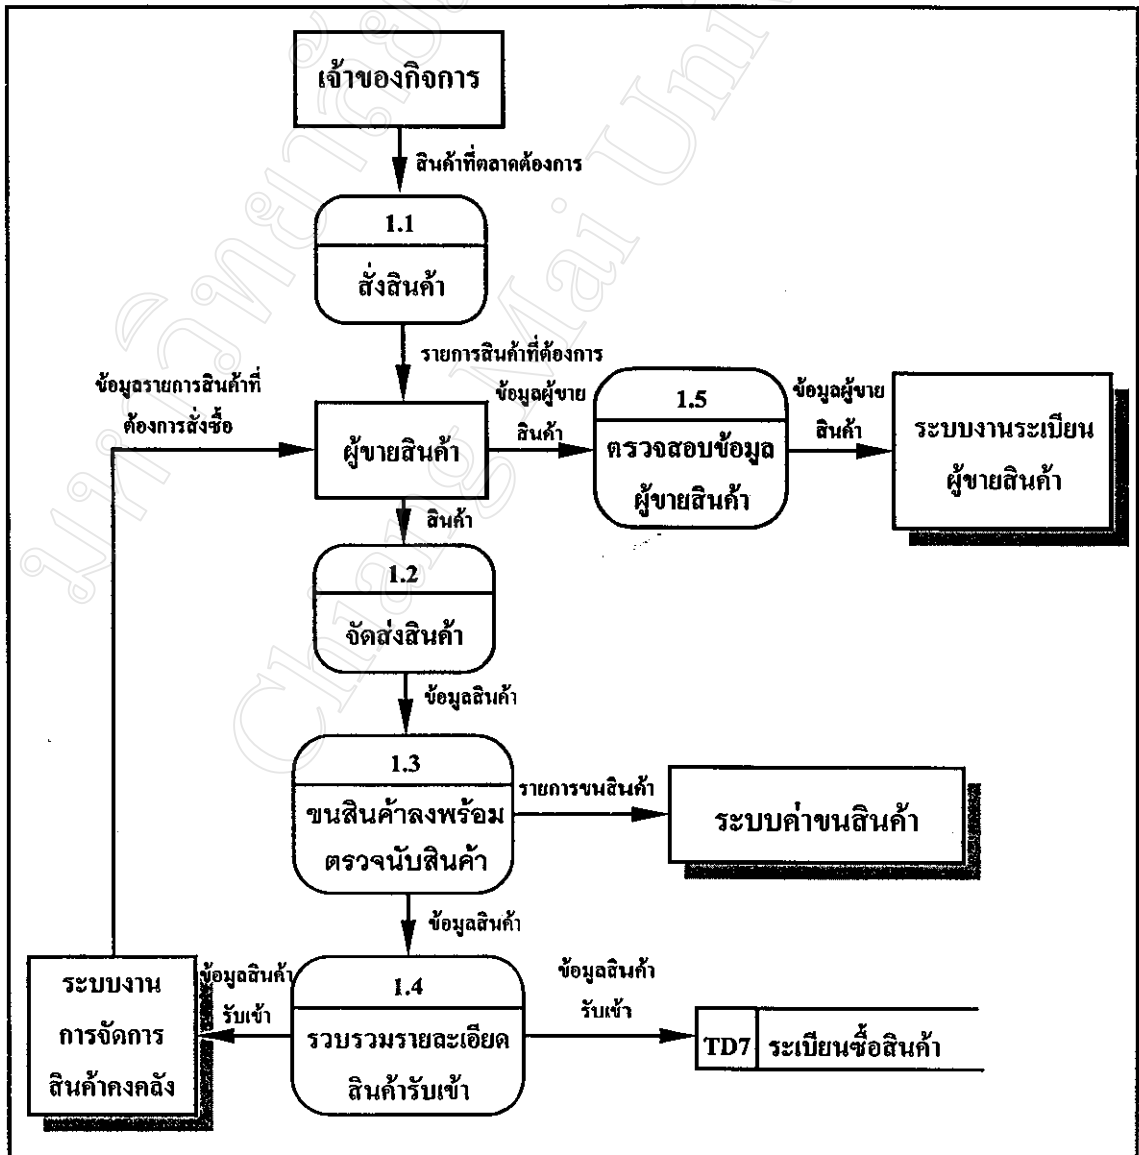 เจ้าของกิจการ
สินค้าที่ตลาดต้องการ
1.1
สั่งสินค้า
รายการสินค้าที่ต้องการ
ข้อมูลรายการสินค้าที่
ต้องการสั่งซื้อ
ผู้ขายสินค้า
ข้อมูลผู้ขาย
สินค้า
1.5
ตรวจสอบข้อมูล
ผู้ขายสินค้า
ข้อมูลผู้ขาย
สินค้า
ระบบงานระเบียน
ผู้ขายสินค้า
สินค้า
1.2
จัดส่งสินค้า
ข้อมูลสินค้า
1.3
ขนสินค้าลงพร้อม
ตรวจนับสินค้า
รายการขนสินค้า
ระบบค่าขนสินค้า
ข้อมูลสินค้า
ระบบงาน
การจัดการ
สินค้าคงคลัง
ข้อมูลสินค้า
รับเข้า
1.4
รวบรวมรายละเอียด
สินค้ารับเข้า
ข้อมูลสินค้า
รับเข้า
TD7 ระเบียนซื้อสินค้า
มหาวิทยาลัย
Chiang Mai Uni